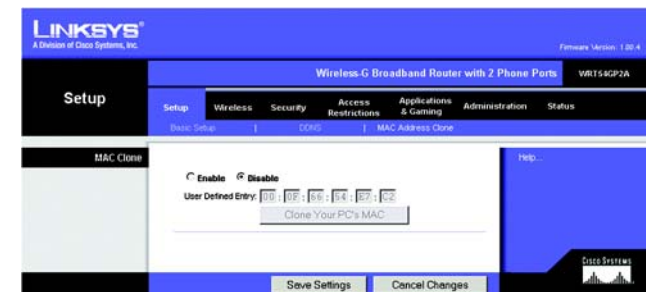 LINKSYS®
A Division of Cisco Systems, Inc.
Firmware Version: 1.00.4
Wireless-G Broadband Router with 2 Phone Ports WRT54GP2A
Setup
Setup Wireless Security Access Restrictions Applications & Gaming Administration Status
Basic Setup | DDNS | MAC Address Clone
MAC Clone
Help...
Enable Disable
User Defined Entry: 00 : 0F : 66 : 54 : E7 : C2
Clone Your PC's MAC
CISCO SYSTEMS
Save Settings Cancel Changes